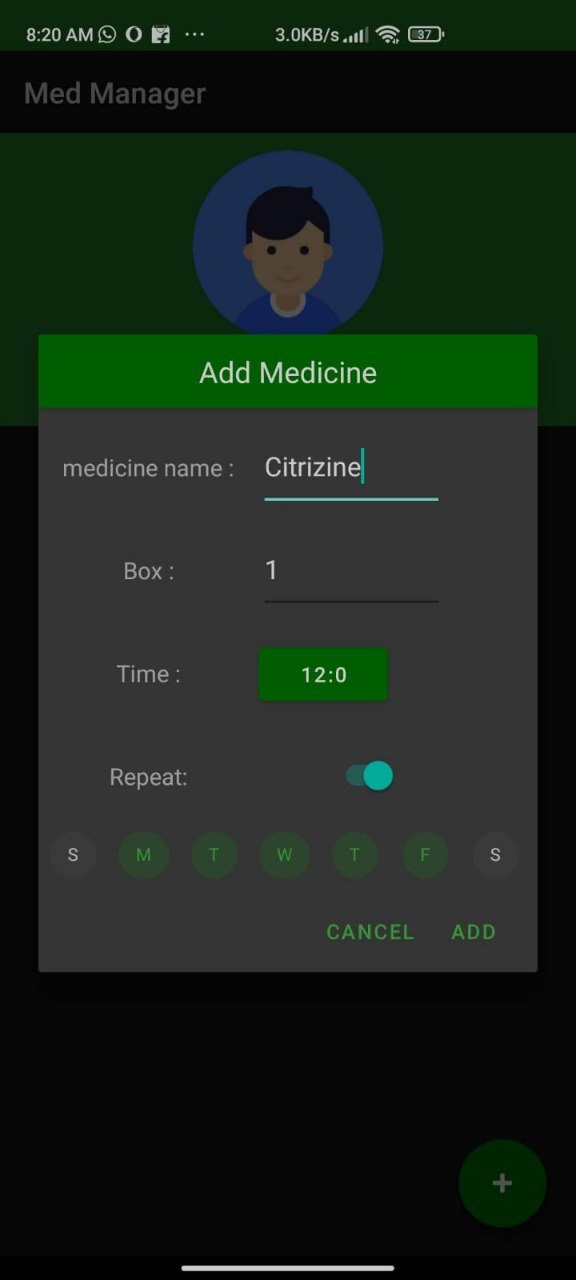 8:20 AM 3.0KB/s 37
Med Manager
Add Medicine
medicine name : Citrizine
Box : 1
Time : 12:0
Repeat:
S M T W T F S
CANCEL ADD
+